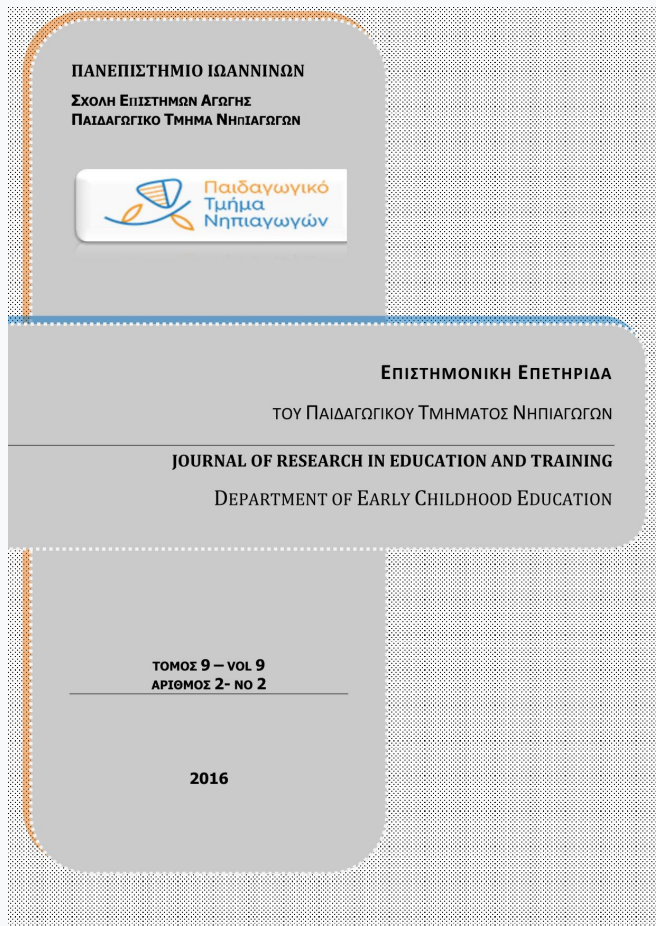 ΠΑΝΕΠΙΣΤΗΜΙΟ ΙΩΑΝΝΙΝΩΝ
ΣΧΟΛΗ ΕΠΙΣΤΗΜΩΝ ΑΓΩΓΗΣ
ΠΑΙΔΑΓΩΓΙΚΟ ΤΜΗΜΑ ΝΗΠΙΑΓΩΓΩΝ
Παιδαγωγικό
Τμήμα
Νηπιαγωγών
ΕΠΙΣΤΗΜΟΝΙΚΗ ΕΠΕΤΗΡΙΔΑ
ΤΟΥ ΠΑΙΔΑΓΩΓΙΚΟΥ ΤΜΗΜΑΤΟΣ ΝΗΠΙΑΓΩΓΩΝ
JOURNAL OF RESEARCH IN EDUCATION AND TRAINING
DEPARTMENT OF EARLY CHILDHOOD EDUCATION
ΤΟΜΟΣ 9 – VOL 9
ΑΡΙΘΜΟΣ 2- NO 2
2016